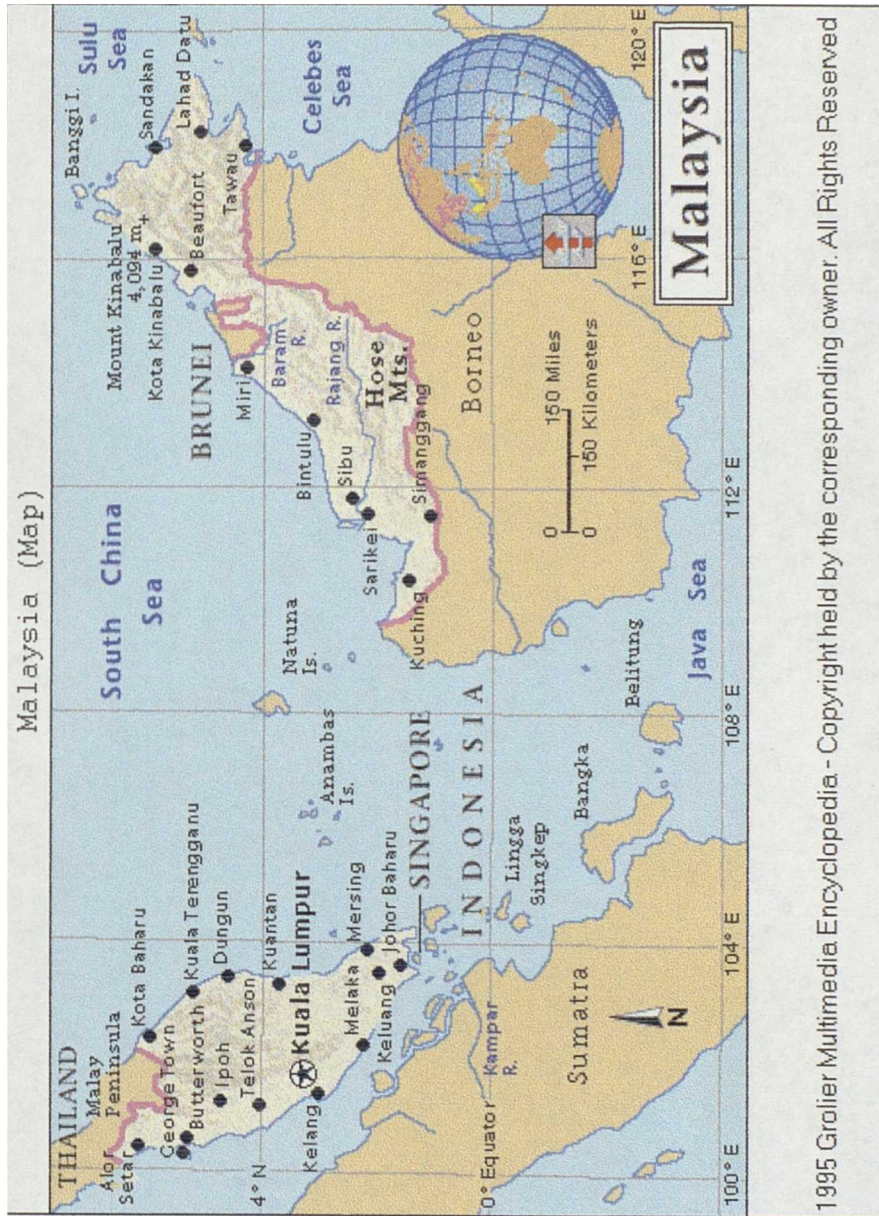 Malaysia (Map)
THAILAND
Malay
Peninsula
Alor
Setar
Kota Baharu
George Town
Butterworth
Kuala Terengganu
Ipoh
Dungun
Telok Anson
Kuantan
4° N
Kuala Lumpur
Kelang
Melaka
Mersing
Keluang
Johor Baharu
SINGAPORE
INDONESIA
0° Equator
Kampar
R.
Lingga
Singkep
Sumatra
Bangka
Belitung
N
South China
Sea
Natuna
Is.
Anambas
Is.
Java Sea
BRUNEI
Mount Kinabalu
4,094 m+
Kota Kinabalu
Banggi I.
Sulu
Sea
Sandakan
Beaufort
Lahad Datu
Tawau
Celebes
Sea
Miri
Baram
R.
Bintulu
Rajang R.
Sibu
Hose
Mts.
Sarikei
Simanggang
Kuching
Borneo
0 150 Miles
0 150 Kilometers
100° E
104° E
108° E
112° E
116° E
120° E
Malaysia
1995 Grolier Multimedia Encyclopedia - Copyright held by the corresponding owner. All Rights Reserved